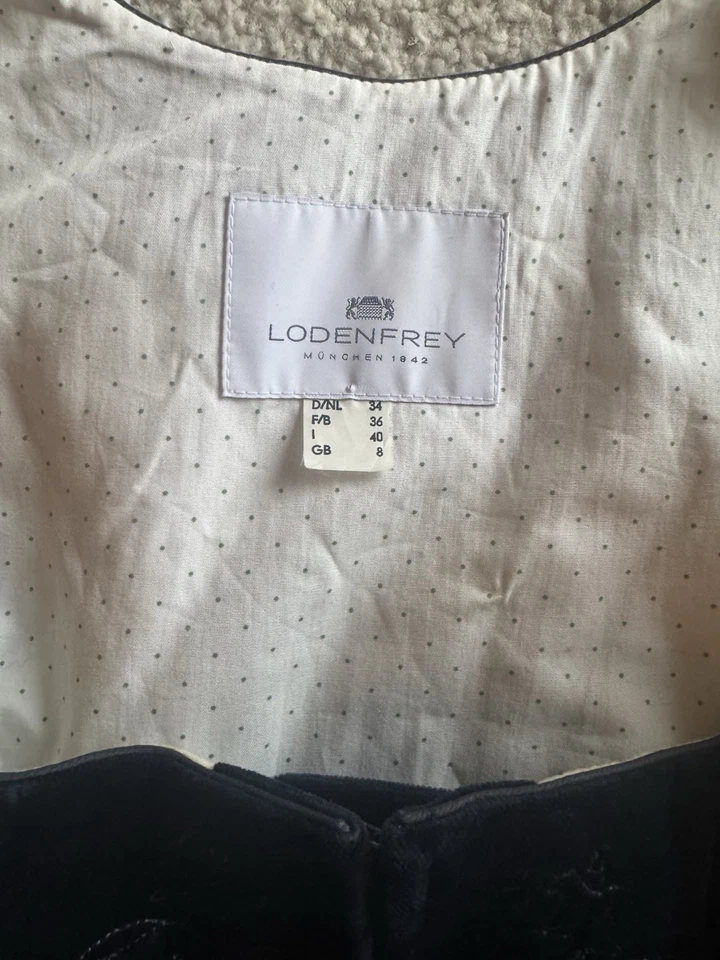 LODENFREY
MÜNCHEN 1842
D/NL 34
F/B 36
I 40
GB 8